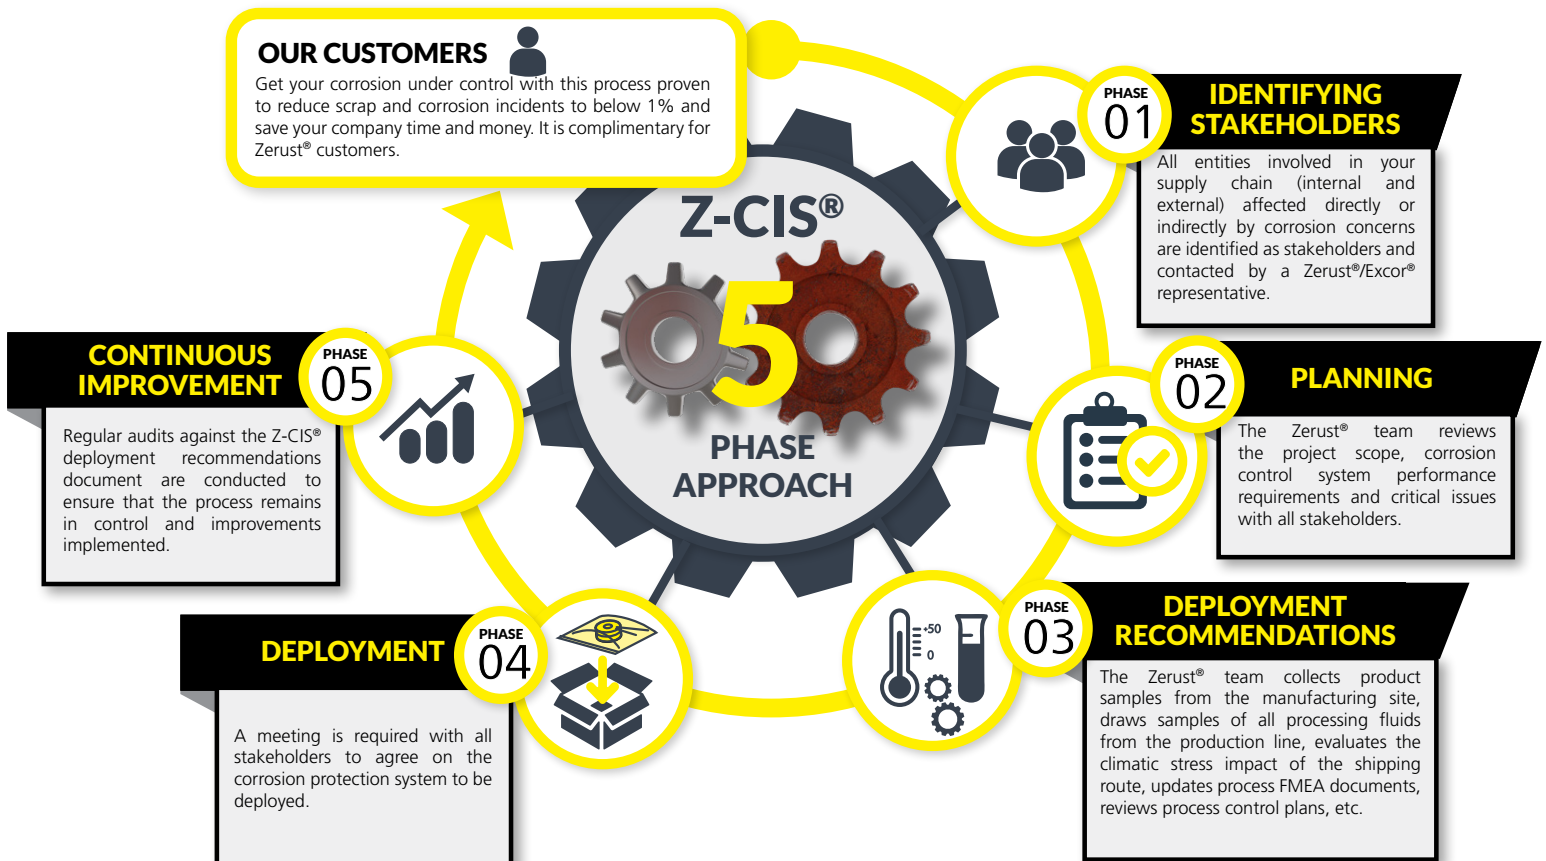 OUR CUSTOMERS
Get your corrosion under control with this process proven
to reduce scrap and corrosion incidents to below 1% and
save your company time and money. It is complimentary for
Zerust® customers.
Z-CIS®
5
PHASE
APPROACH
PHASE
01
IDENTIFYING
STAKEHOLDERS
All entities involved in your
supply chain (internal and
external) affected directly or
indirectly by corrosion concerns
are identified as stakeholders and
contacted by a Zerust®/Excor®
representative.
PHASE
02
PLANNING
The Zerust® team reviews
the project scope, corrosion
control system performance
requirements and critical issues
with all stakeholders.
PHASE
03
DEPLOYMENT
RECOMMENDATIONS
The Zerust® team collects product
samples from the manufacturing site,
draws samples of all processing fluids
from the production line, evaluates the
climatic stress impact of the shipping
route, updates process FMEA documents,
reviews process control plans, etc.
+50
0
PHASE
04
DEPLOYMENT
A meeting is required with all
stakeholders to agree on the
corrosion protection system to be
deployed.
PHASE
05
CONTINUOUS
IMPROVEMENT
Regular audits against the Z-CIS®
deployment recommendations
document are conducted to
ensure that the process remains
in control and improvements
implemented.